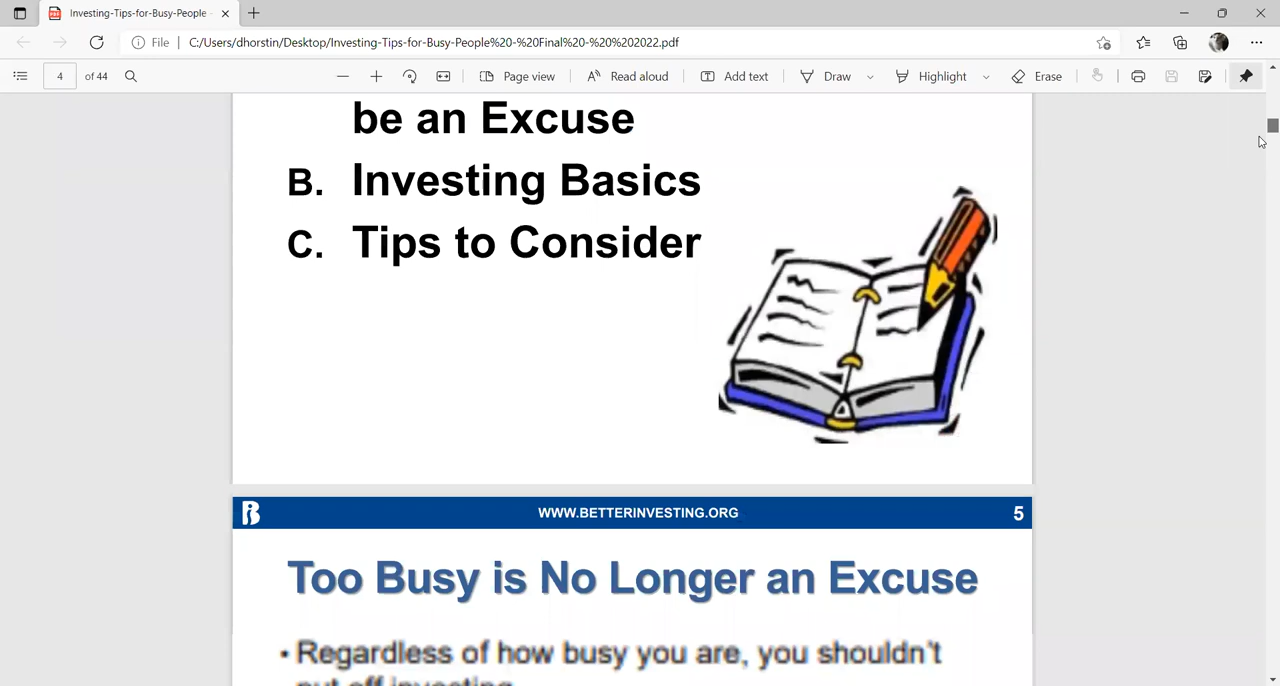 Investing-Tips-for-Busy-People -
File
C:/Users/dhorstin/Desktop/Investing-Tips-for-Busy-People%20-%20Final%20-%20%202022.pdf
4 of 44
Page view
Read aloud
Add text
Draw
Highlight
Erase
be an Excuse
B. Investing Basics
C. Tips to Consider
WWW.BETTERINVESTING.ORG
5
Too Busy is No Longer an Excuse
• Regardless of how busy you are, you shouldn't
put off investing